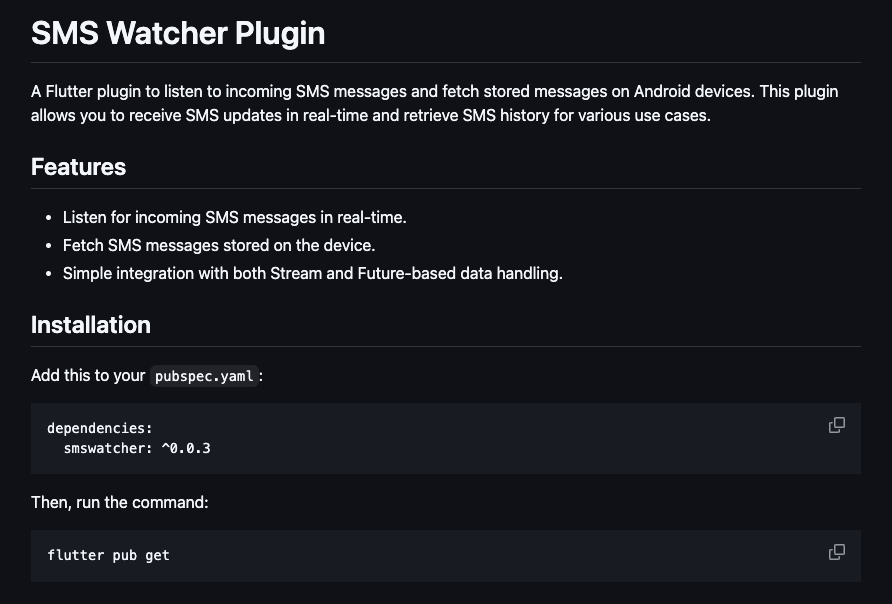 SMS Watcher Plugin
A Flutter plugin to listen to incoming SMS messages and fetch stored messages on Android devices. This plugin
allows you to receive SMS updates in real-time and retrieve SMS history for various use cases.
Features
• Listen for incoming SMS messages in real-time.
• Fetch SMS messages stored on the device.
• Simple integration with both Stream and Future-based data handling.
Installation
Add this to your pubspec.yaml:
dependencies:
  smswatcher: ^0.0.3
Then, run the command:
flutter pub get